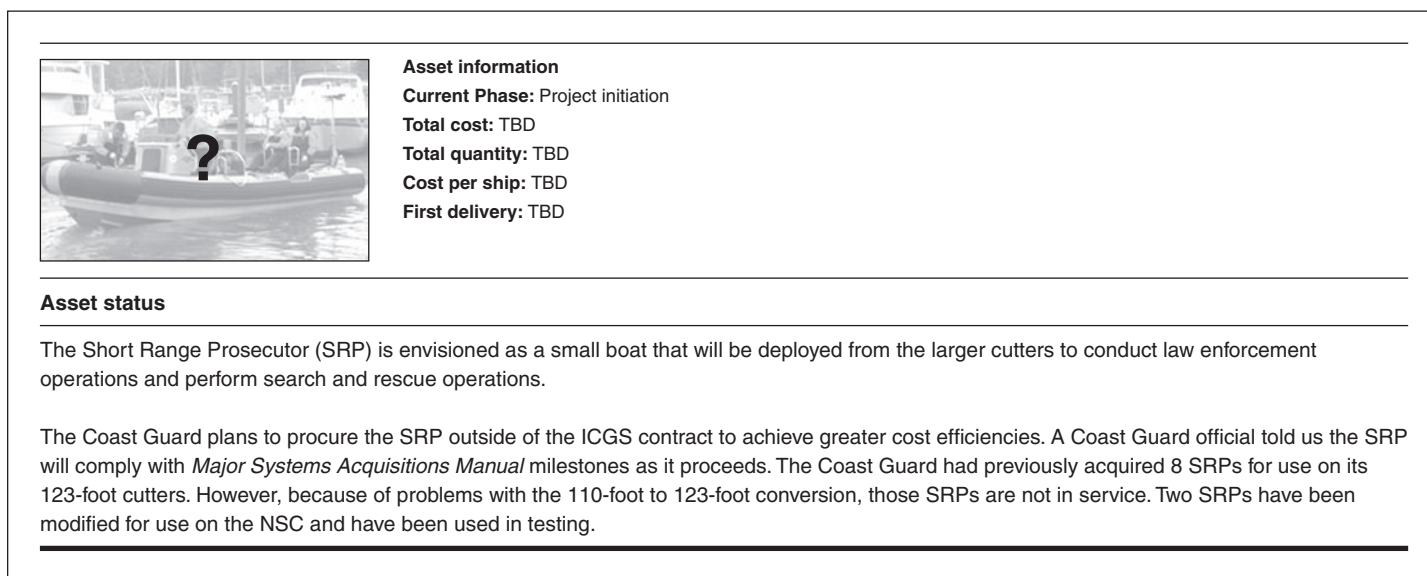 ?
Asset information
Current Phase: Project initiation
Total cost: TBD
Total quantity: TBD
Cost per ship: TBD
First delivery: TBD
Asset status
The Short Range Prosecutor (SRP) is envisioned as a small boat that will be deployed from the larger cutters to conduct law enforcement
operations and perform search and rescue operations.
The Coast Guard plans to procure the SRP outside of the ICGS contract to achieve greater cost efficiencies. A Coast Guard official told us the SRP
will comply with Major Systems Acquisitions Manual milestones as it proceeds. The Coast Guard had previously acquired 8 SRPs for use on its
123-foot cutters. However, because of problems with the 110-foot to 123-foot conversion, those SRPs are not in service. Two SRPs have been
modified for use on the NSC and have been used in testing.